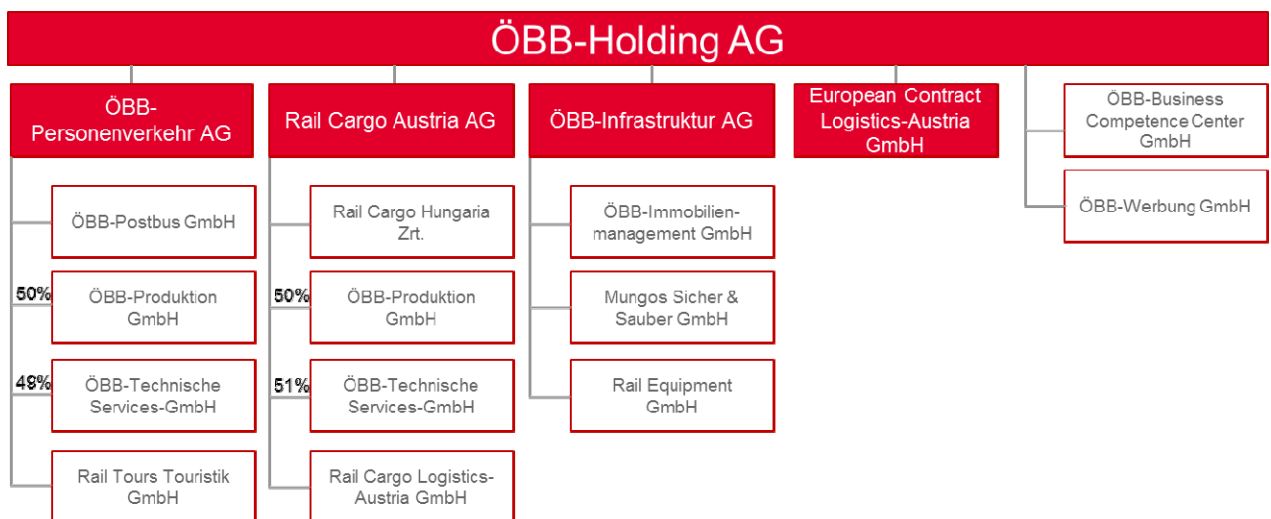 ÖBB-Holding AG
ÖBB-
Personenverkehr AG
Rail Cargo Austria AG
ÖBB-Infrastruktur AG
European Contract
Logistics-Austria
GmbH
ÖBB-Business
Competence Center
GmbH
ÖBB-Werbung GmbH
ÖBB-Postbus GmbH
50%
ÖBB-Produktion
GmbH
49%
ÖBB-Technische
Services-GmbH
Rail Tours Touristik
GmbH
Rail Cargo Hungaria
Zrt.
50%
ÖBB-Produktion
GmbH
51%
ÖBB-Technische
Services-GmbH
Rail Cargo Logistics-
Austria GmbH
ÖBB-Immobilien-
management GmbH
Mungos Sicher &
Sauber GmbH
Rail Equipment
GmbH